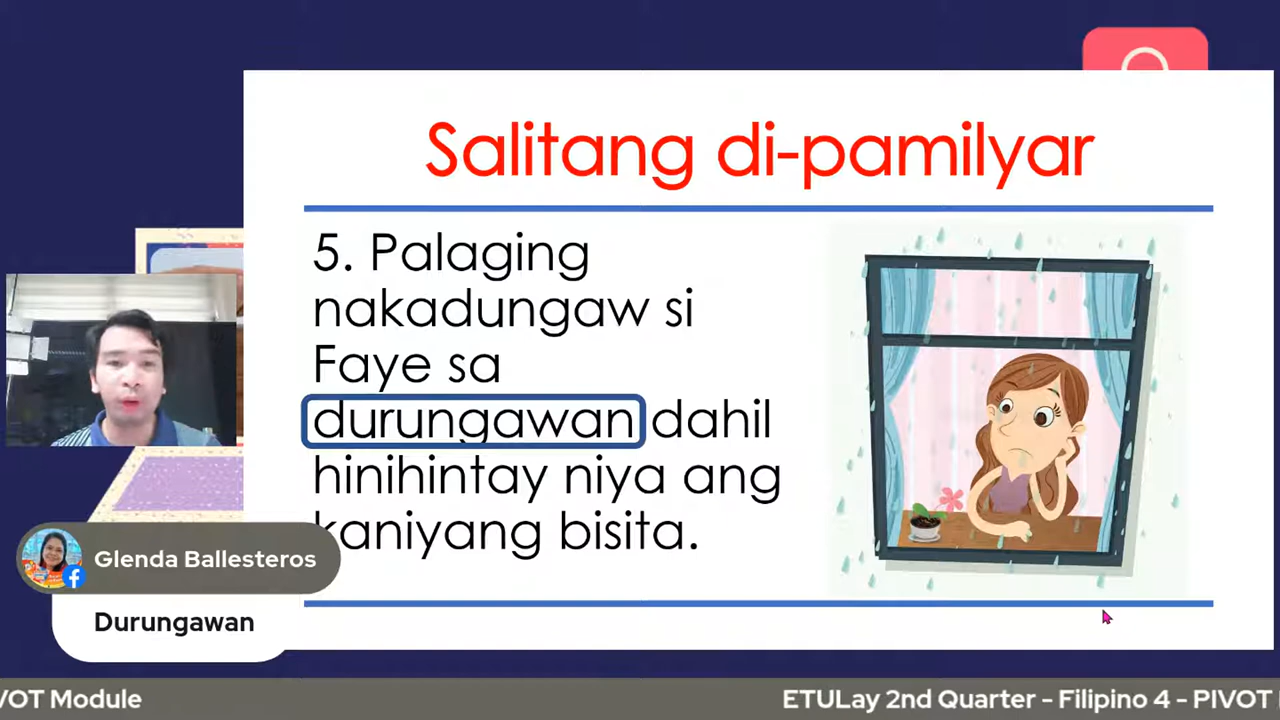 Salitang di-pamilyar
5. Palaging
nakadungaw si
Faye sa
durungawan dahil
hinihintay niya ang
kaniyang bisita.
Glenda Ballesteros
Durungawan
VOT Module
ETULay 2nd Quarter - Filipino 4 - PIVOT